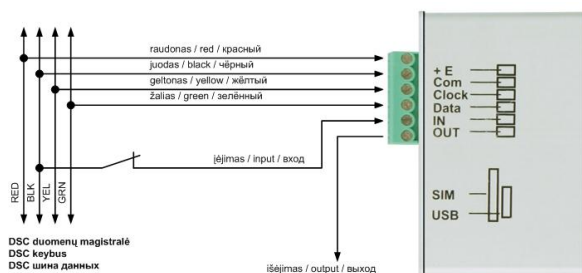 raudonas / red / красный
juodas / black / чёрный
geltonas / yellow / жёлтый
žalias / green / зелённый
įėjimas / input / вход
išėjimas / output / выход
RED
BLK
YEL
GRN
DSC duomenų magistralė
DSC keybus
DSC шина данных
+ E
Com
Clock
Data
IN
OUT
SIM
USB